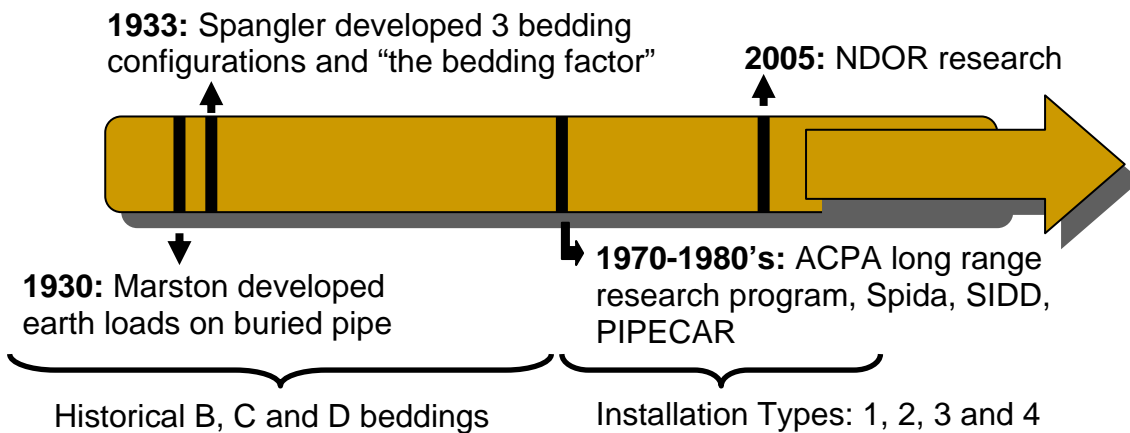 1933: Spangler developed 3 bedding
configurations and “the bedding factor”
2005: NDOR research
1930: Marston developed
earth loads on buried pipe
1970-1980’s: ACPA long range
research program, Spida, SIDD,
PIPECAR
Historical B, C and D beddings
Installation Types: 1, 2, 3 and 4